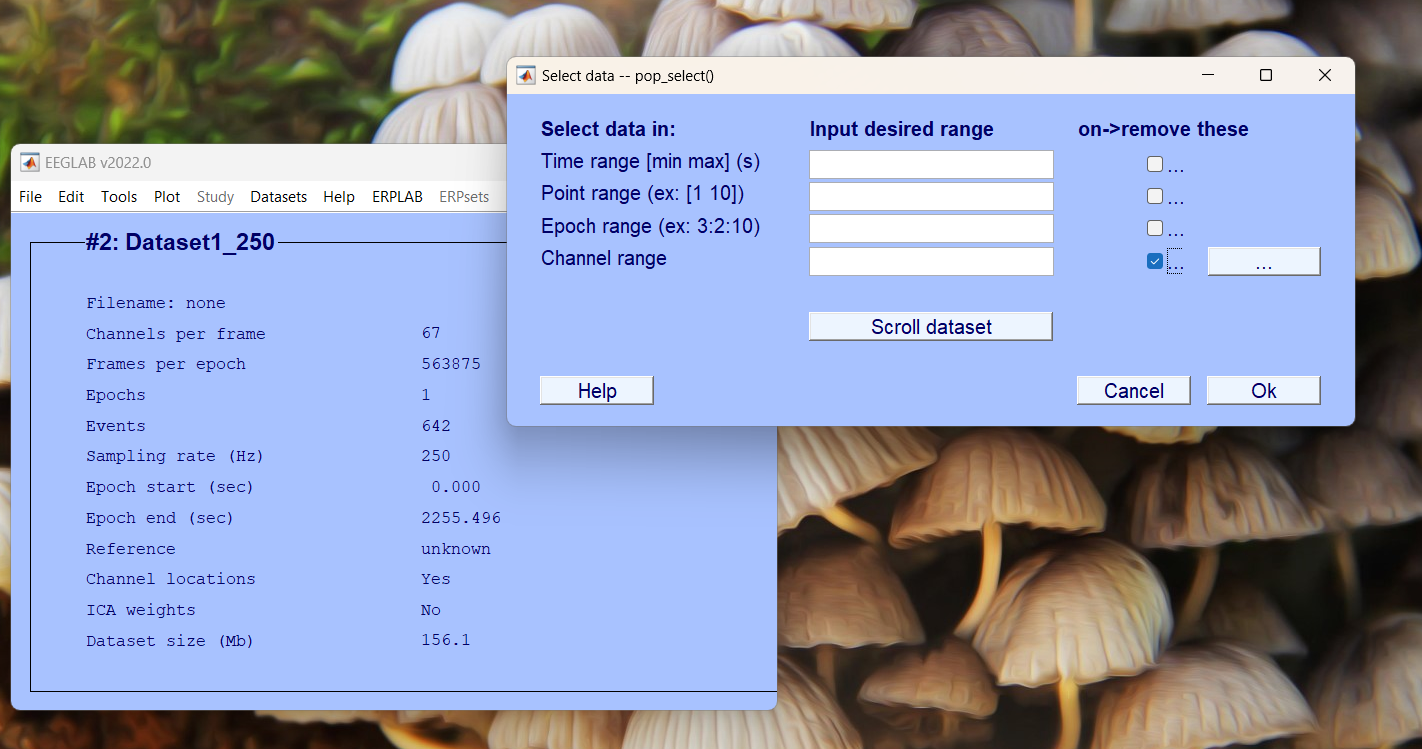 Select data -- pop_select()
Select data in: Input desired range on->remove these
Time range [min max] (s) ...
Point range (ex: [1 10]) ...
Epoch range (ex: 3:2:10) ...
Channel range ... ...
Scroll dataset
Help Cancel Ok
EEGLAB v2022.0
File Edit Tools Plot Study Datasets Help ERPLAB ERPsets
#2: Dataset1_250
Filename: none
Channels per frame 67
Frames per epoch 563875
Epochs 1
Events 642
Sampling rate (Hz) 250
Epoch start (sec) 0.000
Epoch end (sec) 2255.496
Reference unknown
Channel locations Yes
ICA weights No
Dataset size (Mb) 156.1